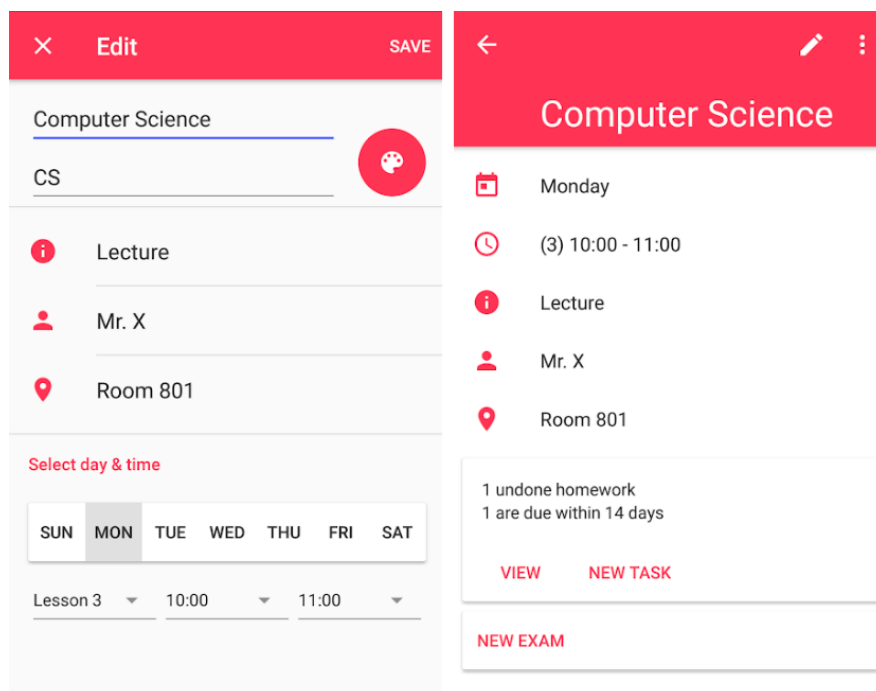 Edit SAVE
Computer Science
CS
Lecture
Mr. X
Room 801
Select day & time
SUN MON TUE WED THU FRI SAT
Lesson 3 10:00 11:00
Computer Science
Monday
(3) 10:00 - 11:00
Lecture
Mr. X
Room 801
1 undone homework
1 are due within 14 days
VIEW NEW TASK
NEW EXAM